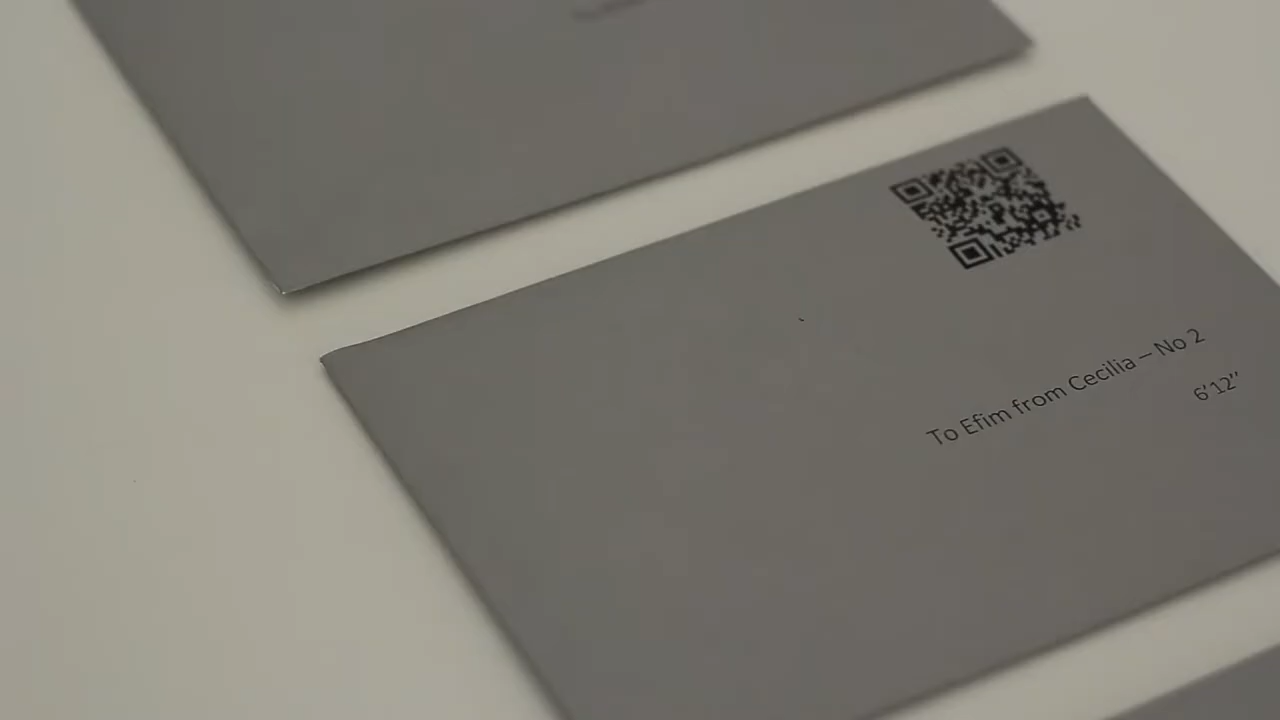 To Efim from Cecilia – No 2
6'12’’